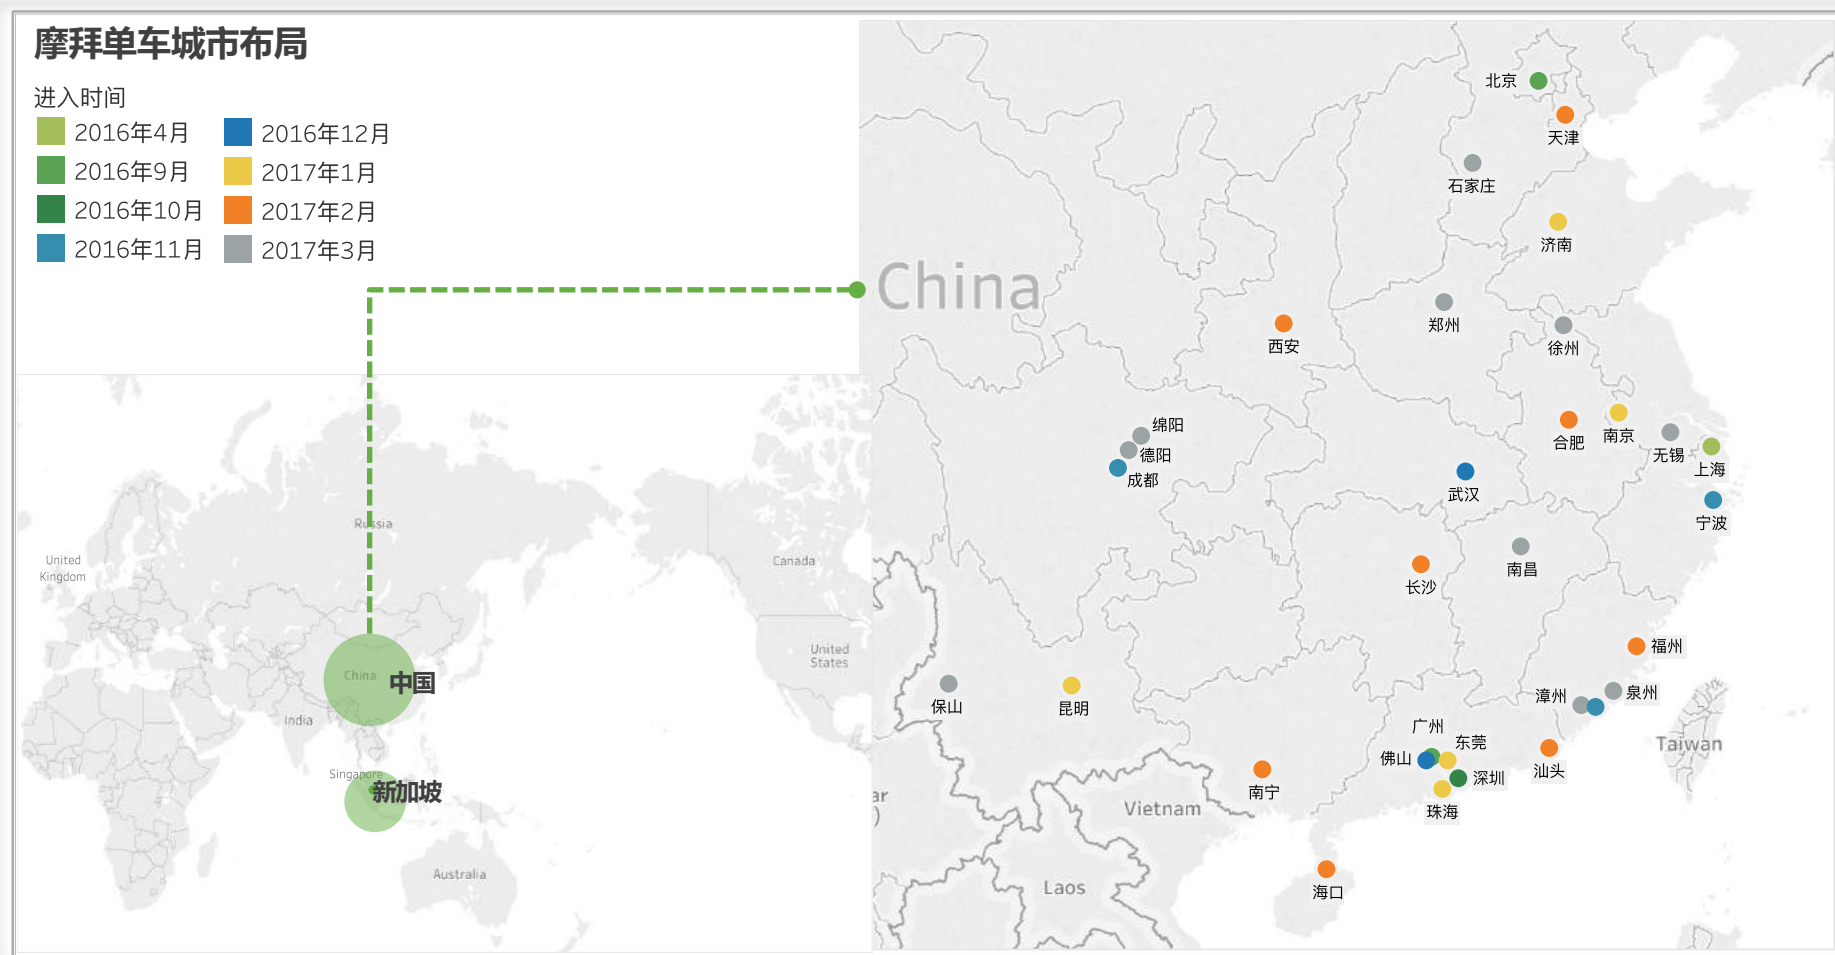 摩拜单车城市布局
进入时间
2016年4月
2016年9月
2016年10月
2016年11月
2016年12月
2017年1月
2017年2月
2017年3月
Russia
United
Kingdom
Canada
United
States
China
中国
India
Singapore
新加坡
Australia
China
北京
天津
石家庄
济南
郑州
徐州
西安
绵阳
德阳
成都
合肥
南京
无锡
上海
武汉
宁波
南昌
长沙
福州
保山
昆明
漳州
泉州
广州
东莞
佛山
深圳
珠海
汕头
南宁
海口
Taiwan
Vietnam
Laos
ar
)